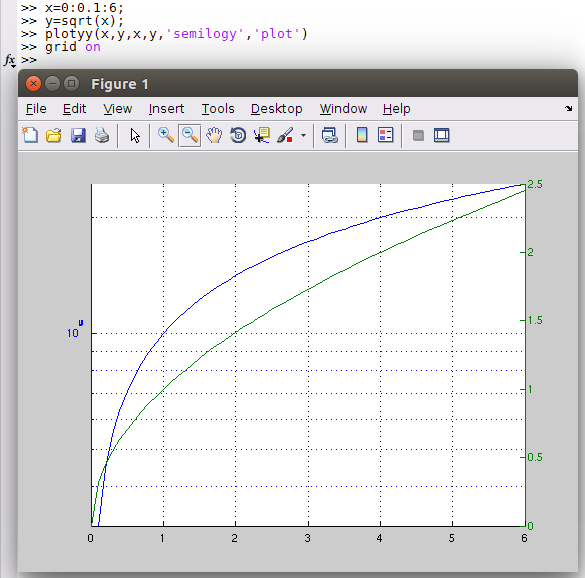 >> x=0:0.1:6;
>> y=sqrt(x);
>> plotyy(x,y,x,y,'semilogy','plot')
>> grid on
fx >>
Figure 1
File Edit View Insert Tools Desktop Window Help
2.5
2
1.5
10
1
0.5
0
0 1 2 3 4 5 6